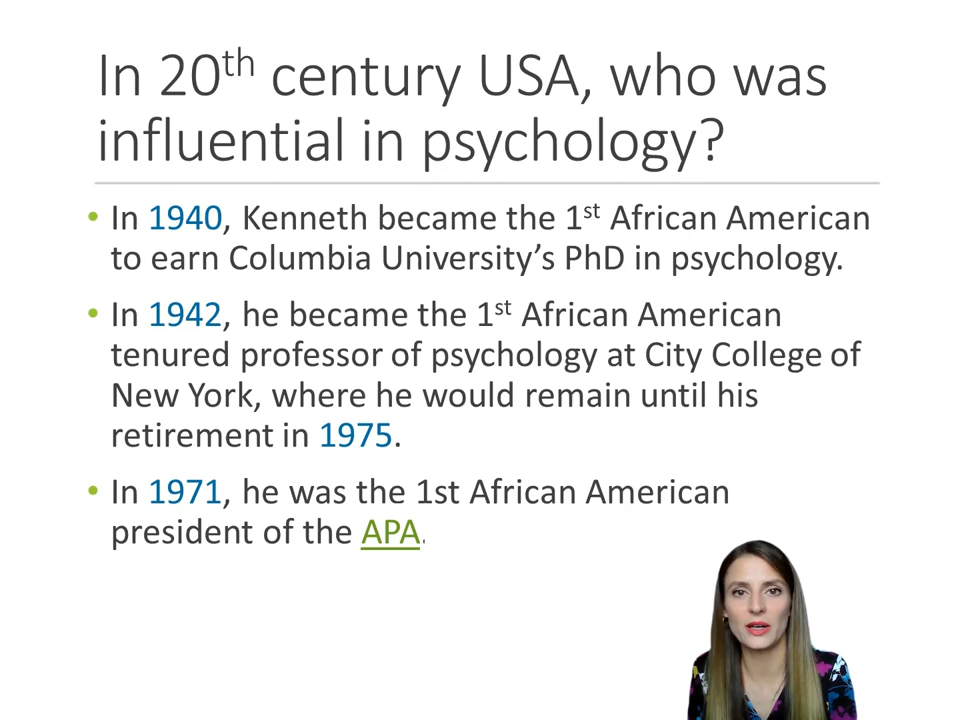 In 20th century USA, who was
influential in psychology?
• In 1940, Kenneth became the 1st African American
to earn Columbia University’s PhD in psychology.
• In 1942, he became the 1st African American
tenured professor of psychology at City College of
New York, where he would remain until his
retirement in 1975.
• In 1971, he was the 1st African American
president of the APA.